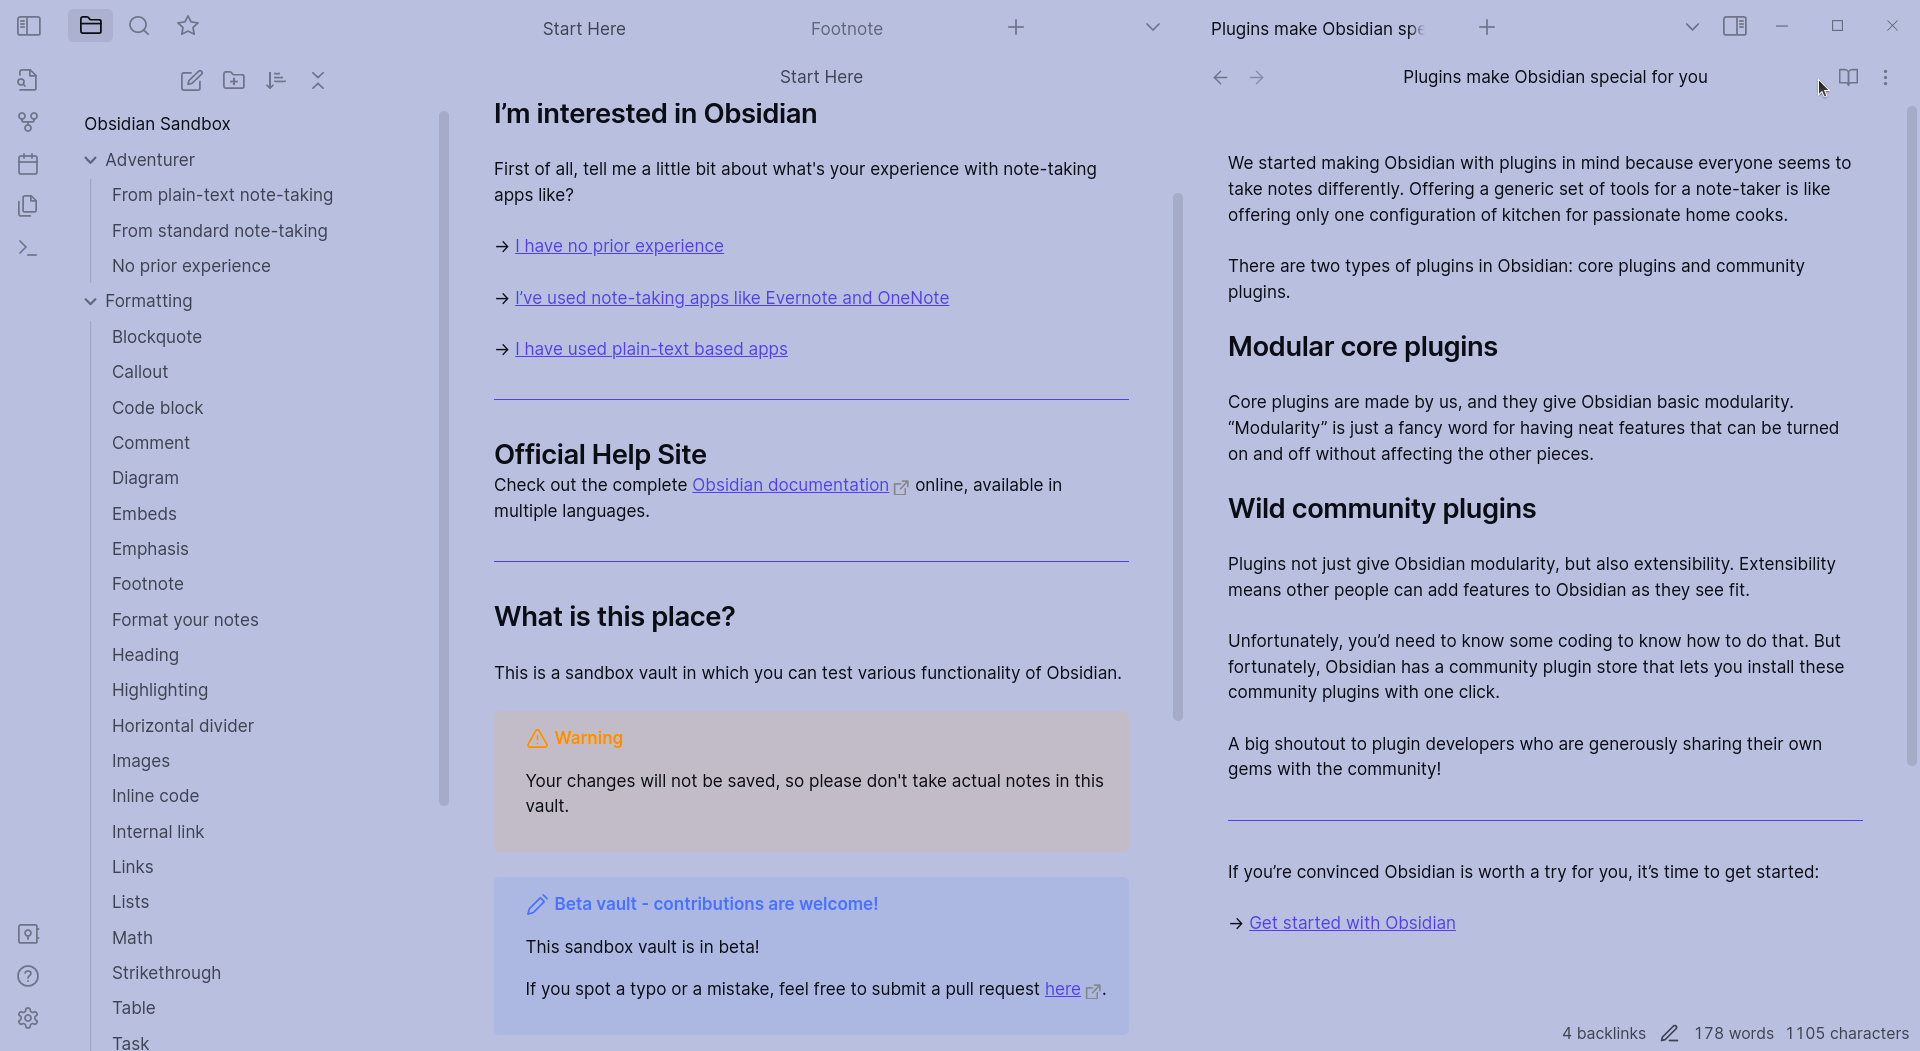 Start Here
Footnote
Plugins make Obsidian spe
Obsidian Sandbox
Adventurer
From plain-text note-taking
From standard note-taking
No prior experience
Formatting
Blockquote
Callout
Code block
Comment
Diagram
Embeds
Emphasis
Footnote
Format your notes
Heading
Highlighting
Horizontal divider
Images
Inline code
Internal link
Links
Lists
Math
Strikethrough
Table
Task
Start Here
I’m interested in Obsidian
First of all, tell me a little bit about what's your experience with note-taking
apps like?
→ I have no prior experience
→ I’ve used note-taking apps like Evernote and OneNote
→ I have used plain-text based apps
Official Help Site
Check out the complete Obsidian documentation online, available in
multiple languages.
What is this place?
This is a sandbox vault in which you can test various functionality of Obsidian.
Warning
Your changes will not be saved, so please don't take actual notes in this
vault.
Beta vault - contributions are welcome!
This sandbox vault is in beta!
If you spot a typo or a mistake, feel free to submit a pull request here.
Plugins make Obsidian special for you
We started making Obsidian with plugins in mind because everyone seems to
take notes differently. Offering a generic set of tools for a note-taker is like
offering only one configuration of kitchen for passionate home cooks.
There are two types of plugins in Obsidian: core plugins and community
plugins.
Modular core plugins
Core plugins are made by us, and they give Obsidian basic modularity.
“Modularity” is just a fancy word for having neat features that can be turned
on and off without affecting the other pieces.
Wild community plugins
Plugins not just give Obsidian modularity, but also extensibility. Extensibility
means other people can add features to Obsidian as they see fit.
Unfortunately, you’d need to know some coding to know how to do that. But
fortunately, Obsidian has a community plugin store that lets you install these
community plugins with one click.
A big shoutout to plugin developers who are generously sharing their own
gems with the community!
If you’re convinced Obsidian is worth a try for you, it’s time to get started:
→ Get started with Obsidian
4 backlinks 178 words 1105 characters